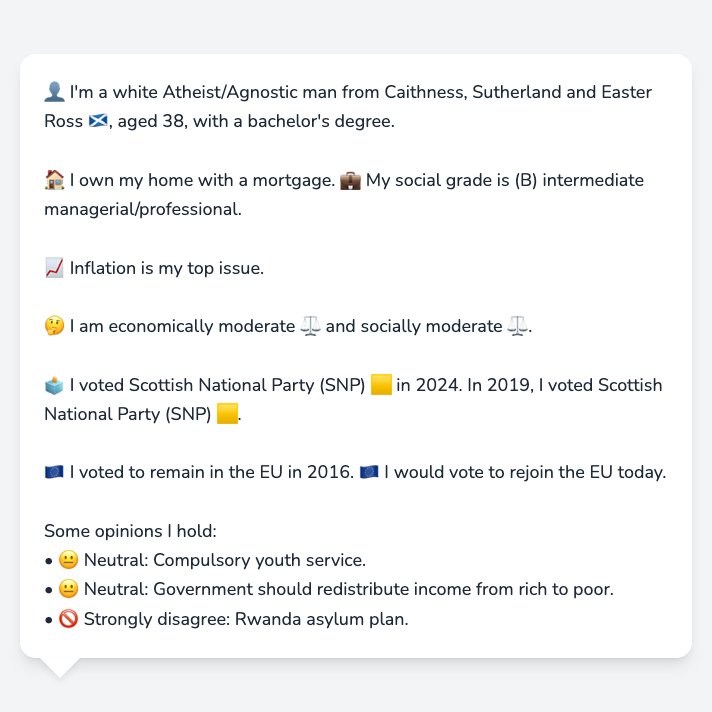 👤 I'm a white Atheist/Agnostic man from Caithness, Sutherland and Easter
Ross 🏴󠁧󠁢󠁳󠁣󠁴󠁿, aged 38, with a bachelor's degree.
🏠 I own my home with a mortgage. 💼 My social grade is (B) intermediate
managerial/professional.
📈 Inflation is my top issue.
🤔 I am economically moderate ⚖️ and socially moderate ⚖️.
🗳️ I voted Scottish National Party (SNP) 🟨 in 2024. In 2019, I voted Scottish
National Party (SNP) 🟨.
🇪🇺 I voted to remain in the EU in 2016. 🇪🇺 I would vote to rejoin the EU today.
Some opinions I hold:
• 😐 Neutral: Compulsory youth service.
• 😐 Neutral: Government should redistribute income from rich to poor.
• 🚫 Strongly disagree: Rwanda asylum plan.